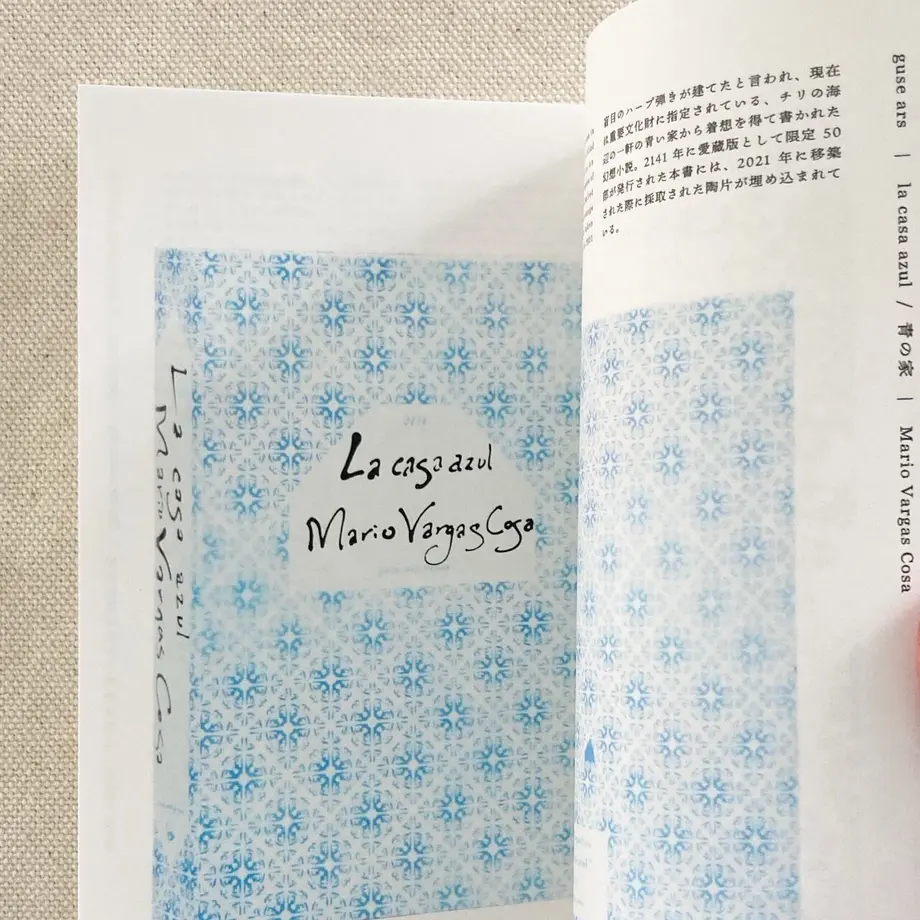 La casa azul
Mario Vargas Cosa
La casa azul
Mario Vargas Cosa
盲目のハープ弾きが建てたと言われ、現在
は重要文化財に指定されている、チリの海
辺の一軒の青い家から着想を得て書かれた
幻想小説。2141 年に愛蔵版として限定 50
部が発行された本書には、2021 年に移築
された際に採取された陶片が埋め込まれて
いる。
guse ars | la casa azul / 青の家 | Mario Vargas Cosa